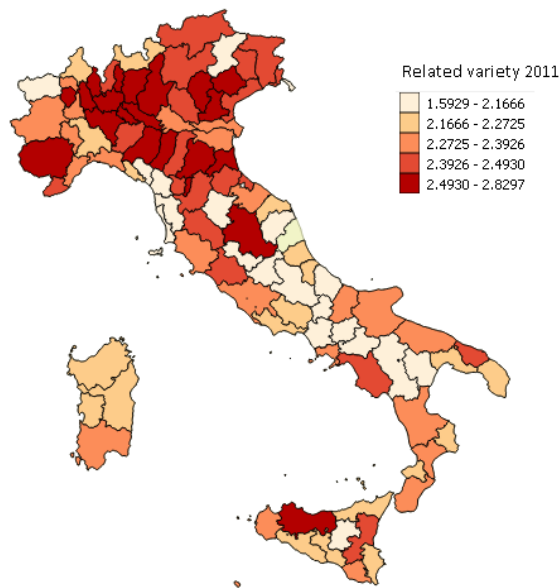 Related variety 2011
1.5929 - 2.1666
2.1666 - 2.2725
2.2725 - 2.3926
2.3926 - 2.4930
2.4930 - 2.8297